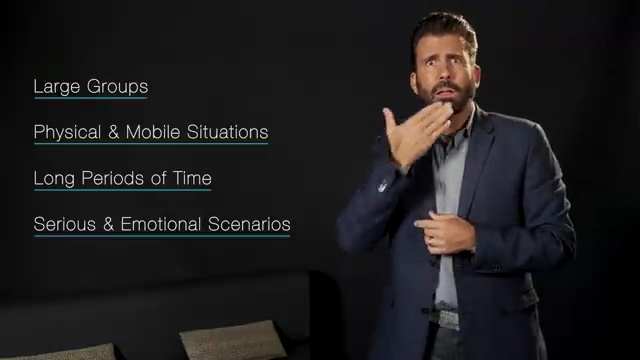 Large Groups
Physical & Mobile Situations
Long Periods of Time
Serious & Emotional Scenarios